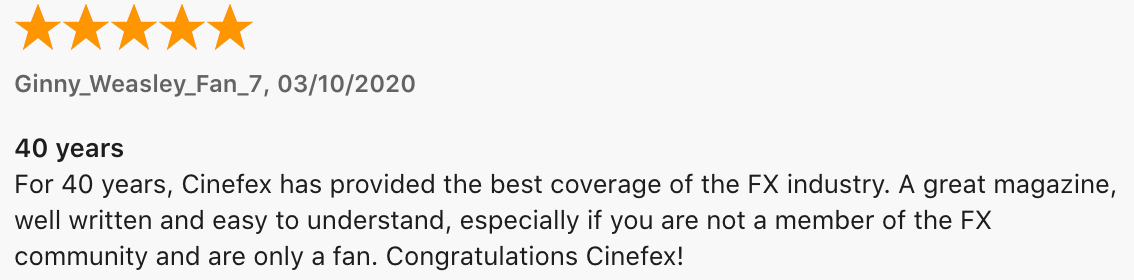 Ginny_Weasley_Fan_7, 03/10/2020
40 years
For 40 years, Cinefex has provided the best coverage of the FX industry. A great magazine,
well written and easy to understand, especially if you are not a member of the FX
community and are only a fan. Congratulations Cinefex!